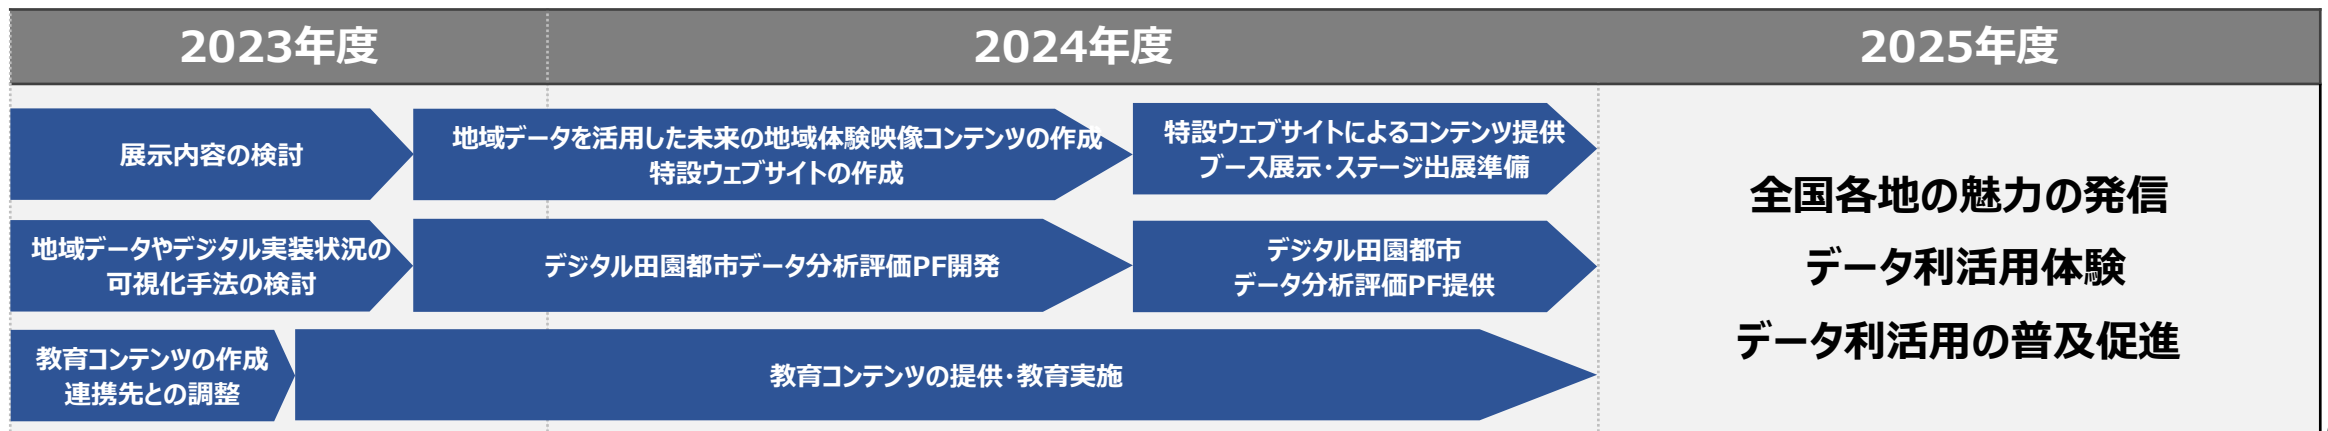 2023年度
2024年度
2025年度
展示内容の検討
地域データを活用した未来の地域体験映像コンテンツの作成
特設ウェブサイトの作成
特設ウェブサイトによるコンテンツ提供
ブース展示・ステージ出展準備
地域データやデジタル実装状況の
可視化手法の検討
デジタル田園都市データ分析評価PF開発
デジタル田園都市
データ分析評価PF提供
教育コンテンツの作成
連携先との調整
教育コンテンツの提供・教育実施
全国各地の魅力の発信
データ利活用体験
データ利活用の普及促進